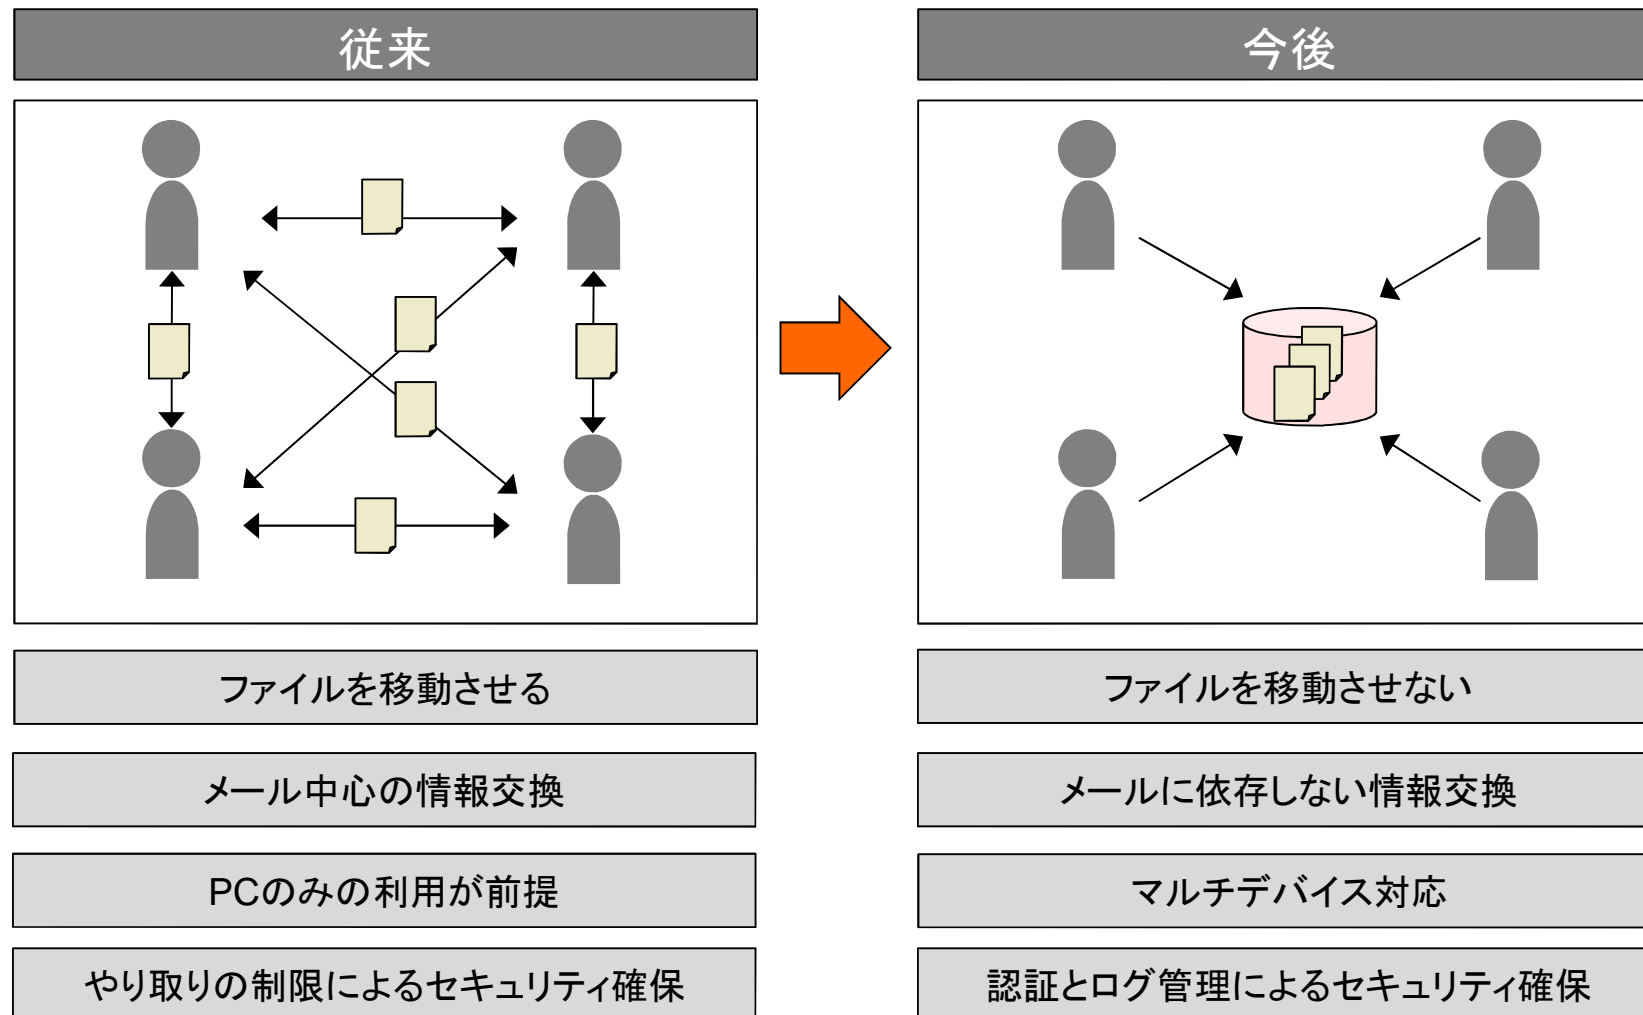 従来
今後
ファイルを移動させる
ファイルを移動させない
メール中心の情報交換
メールに依存しない情報交換
PCのみの利用が前提
マルチデバイス対応
やり取りの制限によるセキュリティ確保
認証とログ管理によるセキュリティ確保